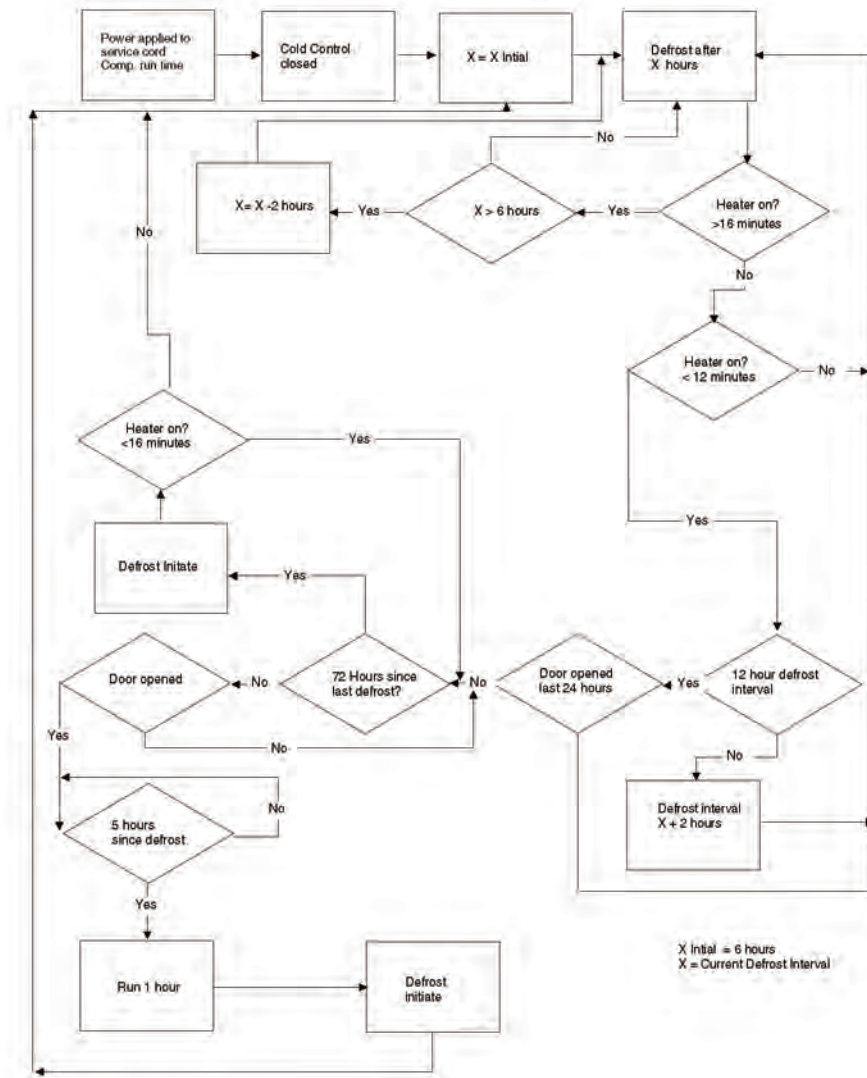 Power applied to
service cord
Comp. run time
Cold Control
closed
X = X Intial
Defrost after
X hours
No
X= X -2 hours
Yes
X > 6 hours
Yes
Heater on?
>16 minutes
No
No
Heater on?
< 12 minutes
No
Heater on?
<16 minutes
Yes
Yes
Defrost Initate
Yes
Door opened
No
72 Hours since
last defrost?
No
Door opened
last 24 hours
Yes
12 hour defrost
interval
Yes
No
No
No
5 hours
since defrost
Defrost interval
X + 2 hours
Yes
Run 1 hour
Defrost
initiate
X Intial = 6 hours
X = Current Defrost Interval